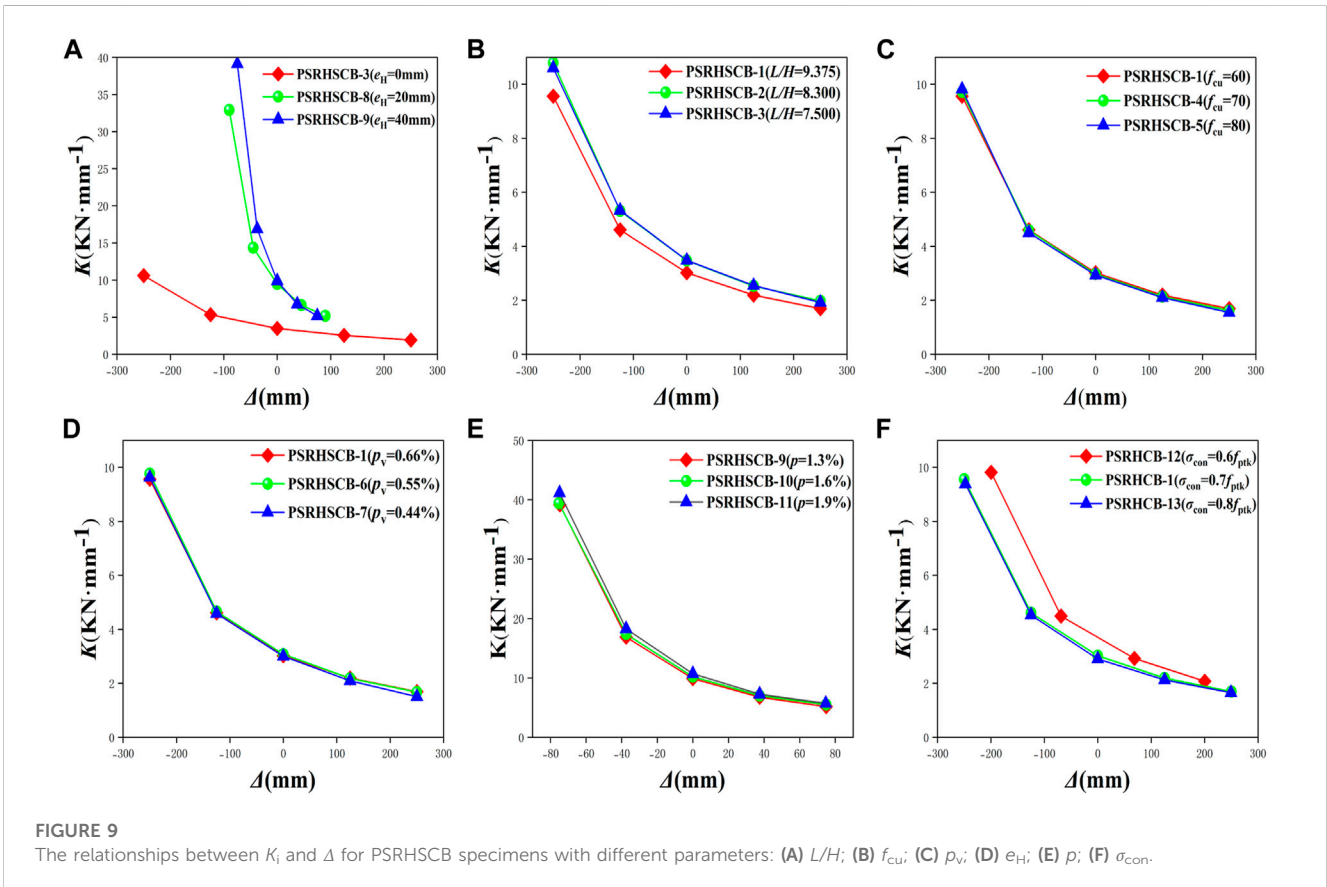 A
40
35
30
25
20
15
10
5
0
K(KN·mm⁻¹)
PSRHSCB-3(eH=0mm)
PSRHSCB-8(eH=20mm)
PSRHSCB-9(eH=40mm)
-300 -200 -100 0 100 200 300
Δ(mm)
B
10
8
6
4
2
0
K(KN·mm⁻¹)
PSRHSCB-1(L/H=9.375)
PSRHSCB-2(L/H=8.300)
PSRHSCB-3(L/H=7.500)
-300 -200 -100 0 100 200 300
Δ(mm)
C
10
8
6
4
2
0
K(KN·mm⁻¹)
PSRHSCB-1(fcu=60)
PSRHSCB-4(fcu=70)
PSRHSCB-5(fcu=80)
-300 -200 -100 0 100 200 300
Δ(mm)
D
10
8
6
4
2
0
K(KN·mm⁻¹)
PSRHSCB-1(pv=0.66%)
PSRHSCB-6(pv=0.55%)
PSRHSCB-7(pv=0.44%)
-300 -200 -100 0 100 200 300
Δ(mm)
E
50
40
30
20
10
0
K(KN·mm⁻¹)
PSRHSCB-9(p=1.3%)
PSRHSCB-10(p=1.6%)
PSRHSCB-11(p=1.9%)
-80 -60 -40 -20 0 20 40 60 80
Δ(mm)
F
10
8
6
4
2
0
K(KN·mm⁻¹)
PSRHCB-12(σcon=0.6fptk)
PSRHCB-1(σcon=0.7fptk)
PSRHCB-13(σcon=0.8fptk)
-300 -200 -100 0 100 200 300
Δ(mm)
FIGURE 9
The relationships between Ki and Δ for PSRHSCB specimens with different parameters: (A) L/H; (B) fcu; (C) pv; (D) eH; (E) p; (F) σcon.